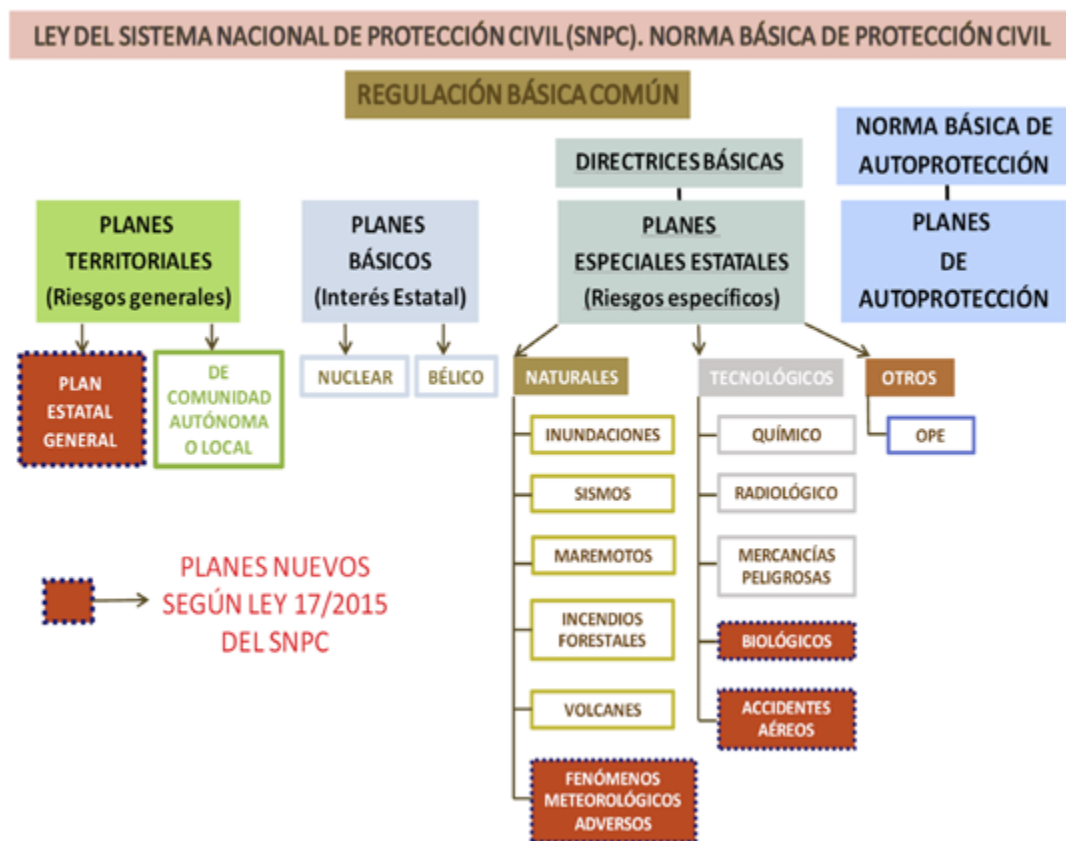 LEY DEL SISTEMA NACIONAL DE PROTECCIÓN CIVIL (SNPC). NORMA BÁSICA DE PROTECCIÓN CIVIL
REGULACIÓN BÁSICA COMÚN
NORMA BÁSICA DE
AUTOPROTECCIÓN
DIRECTRICES BÁSICAS
PLANES
TERRITORIALES
(Riesgos generales)
PLANES
BÁSICOS
(Interés Estatal)
PLANES
ESPECIALES ESTATALES
(Riesgos específicos)
PLANES
DE
AUTOPROTECCIÓN
PLAN
ESTATAL
GENERAL
DE
COMUNIDAD
AUTÓNOMA
O LOCAL
NUCLEAR
BÉLICO
NATURALES
TECNOLÓGICOS
OTROS
INUNDACIONES
SISMOS
MAREMOTOS
INCENDIOS
FORESTALES
VOLCANES
FENÓMENOS
METEOROLÓGICOS
ADVERSOS
QUÍMICO
RADIOLÓGICO
MERCANCÍAS
PELIGROSAS
BIOLÓGICOS
ACCIDENTES
AÉREOS
OPE
PLANES NUEVOS
SEGÚN LEY 17/2015
DEL SNPC